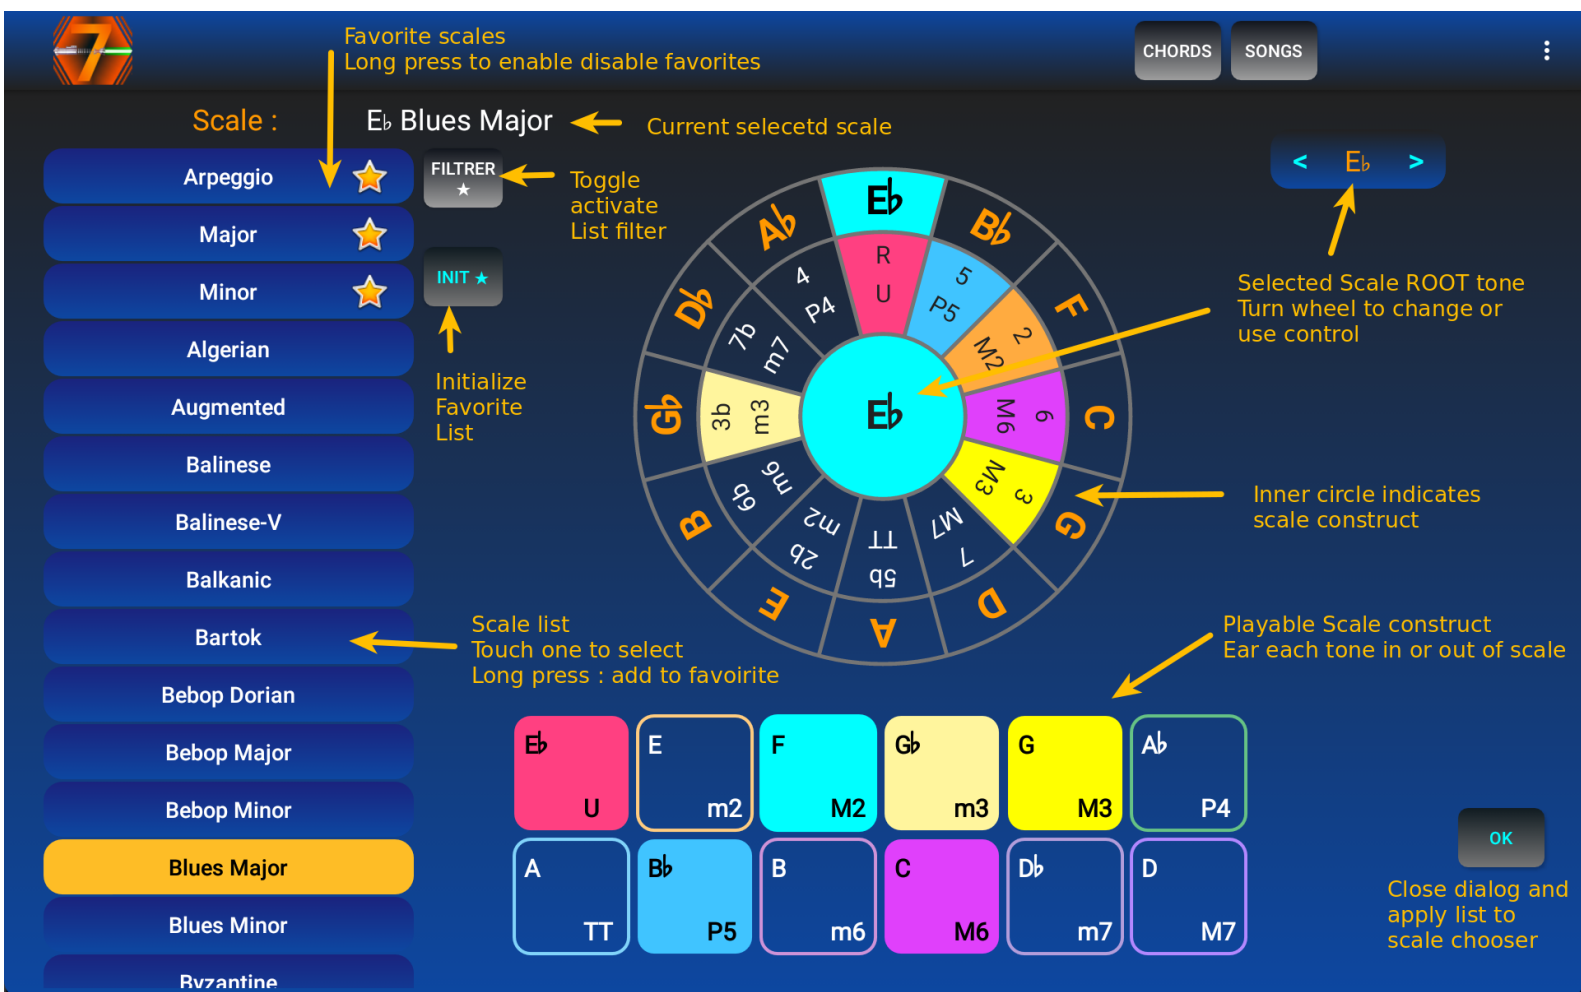 7
Favorite scales
Long press to enable disable favorites
CHORDS
SONGS
Scale :
E♭ Blues Major
Current selecetd scale
< E♭ >
Arpeggio
Major
Minor
Algerian
Augmented
Balinese
Balinese-V
Balkanic
Bartok
Bebop Dorian
Bebop Major
Bebop Minor
Blues Major
Blues Minor
Byzantine
FILTRER
★
Toggle
activate
List filter
INIT ★
Initialize
Favorite
List
Scale list
Touch one to select
Long press : add to favoirite
E♭
B♭
F
C
G
D
A
E
B
G♭
D♭
A♭
R
U
5
P5
2
M2
6
M6
3
M3
7
M7
5b
TT
2b
m2
6b
m6
3b
m3
7b
m7
4
P4
E♭
Selected Scale ROOT tone
Turn wheel to change or
use control
Inner circle indicates
scale construct
Playable Scale construct
Ear each tone in or out of scale
E♭ U
E m2
F M2
G♭ m3
G M3
A♭ P4
A TT
B♭ P5
B m6
C M6
D♭ m7
D M7
OK
Close dialog and
apply list to
scale chooser